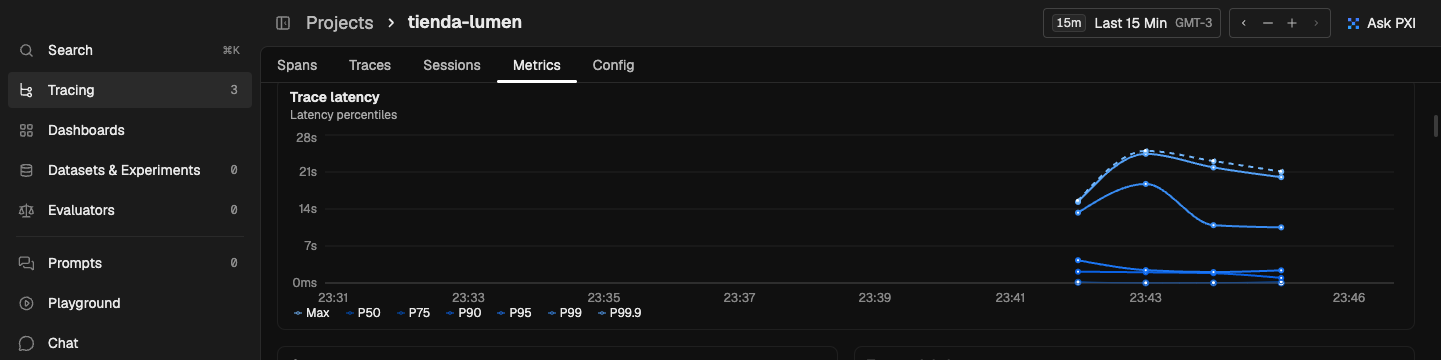 Projects > tienda-lumen
15m Last 15 Min GMT-3
Ask PXI
Search ⌘K
Tracing 3
Dashboards
Datasets & Experiments 0
Evaluators 0
Prompts 0
Playground
Chat
Spans Traces Sessions Metrics Config
Trace latency
Latency percentiles
28s
21s
14s
7s
0ms
23:31 23:33 23:35 23:37 23:39 23:41 23:43 23:46
Max P50 P75 P90 P95 P99 P99.9